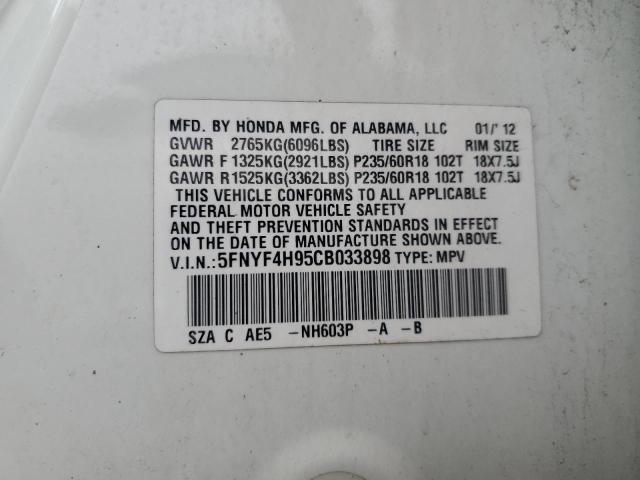 MFD. BY HONDA MFG. OF ALABAMA, LLC 01/'12
GVWR 2765KG(6096LBS) TIRE SIZE RIM SIZE
GAWR F 1325KG(2921LBS) P235/60R18 102T 18X7.5J
GAWR R 1525KG(3362LBS) P235/60R18 102T 18X7.5J
THIS VEHICLE CONFORMS TO ALL APPLICABLE
FEDERAL MOTOR VEHICLE SAFETY
AND THEFT PREVENTION STANDARDS IN EFFECT
ON THE DATE OF MANUFACTURE SHOWN ABOVE.
V.I.N.:5FNYF4H95CB033898 TYPE: MPV
SZA C AE5 -NH603P -A -B